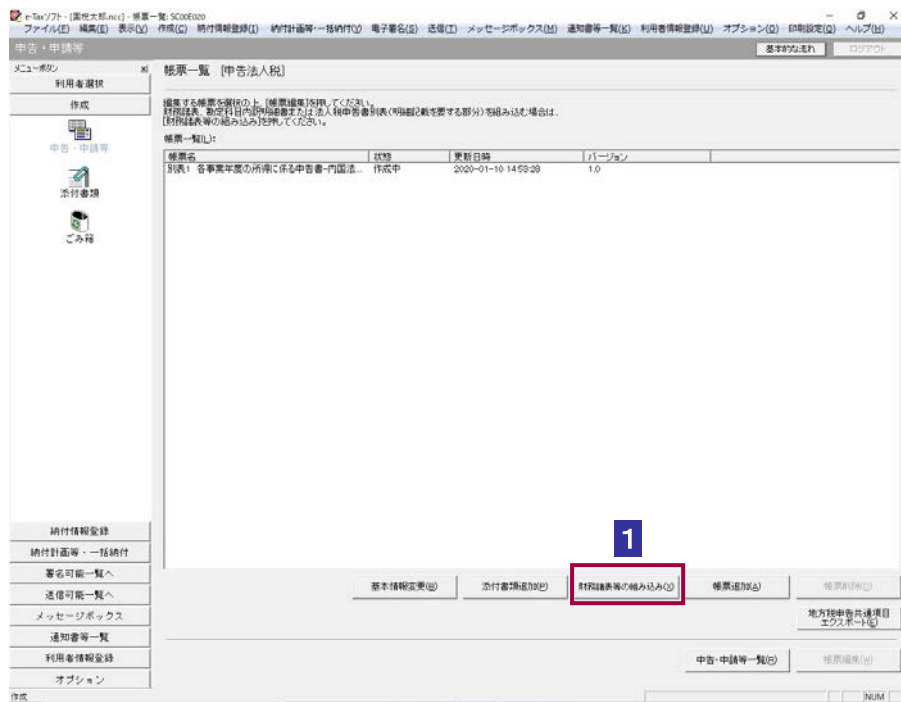 e-Taxソフト - [国税太郎.ncc] - 帳票一覧: SC00E020
ファイル(F) 編集(E) 表示(V) 作成(C) 納付情報登録(I) 納付計画等・一括納付(Y) 電子署名(S) 送信(T) メッセージボックス(M) 通知書等一覧(K) 利用者情報登録(U) オプション(O) 印刷設定(Q) ヘルプ(H)
申告・申請等
基本的な流れ
ログアウト
メニューボタン
利用者選択
作成
申告・申請等
添付書類
ごみ箱
帳票一覧 [申告法人税]
編集する帳票を選択の上、[帳票編集]を押してください。
財務諸表、勘定科目内訳明細書または法人税申告書別表(明細記載を要する部分)を組み込む場合は、
[財務諸表等の組み込み]を押してください。
帳票一覧(L):
帳票名 状態 更新日時 バージョン
別表1 各事業年度の所得に係る申告書-内国法... 作成中 2020-01-10 14:53:28 1.0
1
基本情報変更(B) 添付書類追加(P) 財務諸表等の組み込み(X) 帳票追加(A) 帳票削除(D)
地方税申告共通項目
エクスポート(E)
申告・申請等一覧(R) 帳票編集(W)
納付情報登録
納付計画等・一括納付
署名可能一覧へ
送信可能一覧へ
メッセージボックス
通知書等一覧
利用者情報登録
オプション
作成
NUM